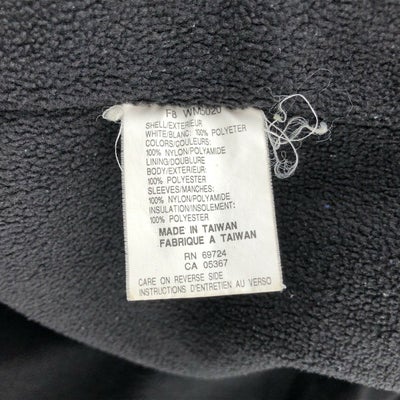 F8 WM5020
SHELL/EXTERIEUR
WHITE/BLANC: 100% POLYETER
COLORS/COULEURS:
100% NYLON/POLYAMIDE
LINING/DOUBLURE
BODY/EXTERIEUR:
100% POLYESTER
SLEEVES/MANCHES:
100% NYLON/POLYAMIDE
INSULATION/INSOLEMENT:
100% POLYESTER
MADE IN TAIWAN
FABRIQUE A TAIWAN
RN 69724
CA 05367
CARE ON REVERSE SIDE
INSTRUCTIONS D'ENTRETIEN AU VERSO